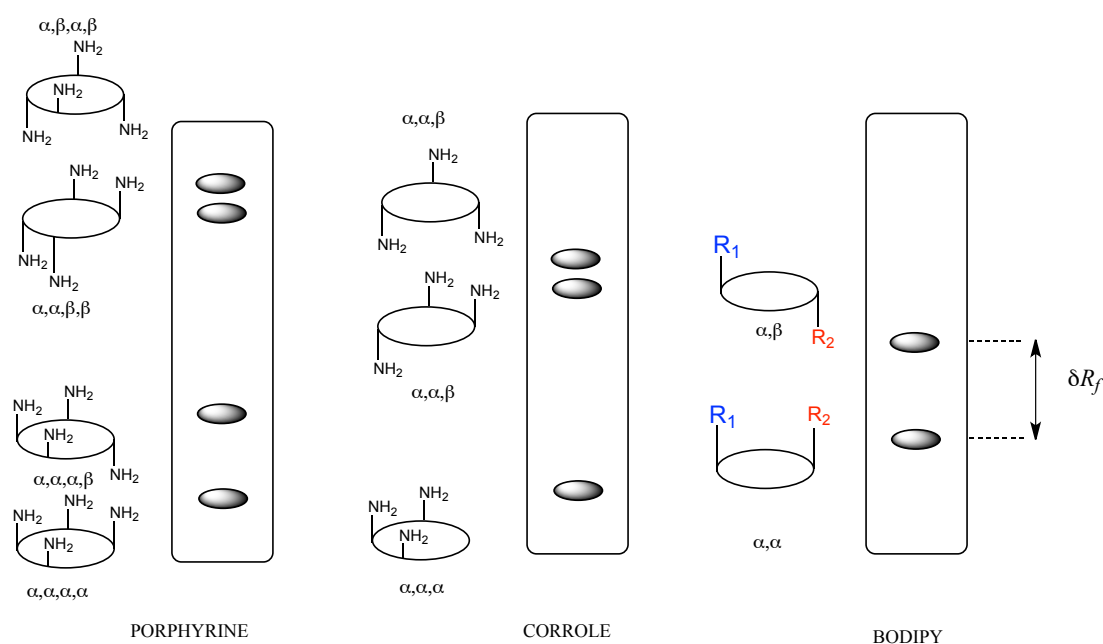 α,β,α,β
NH2
NH2
NH2
NH2
NH2
NH2
NH2
NH2
α,α,β,β
NH2
NH2
NH2
NH2
α,α,α,β
NH2
NH2
NH2
NH2
α,α,α,α
PORPHYRINE
α,α,β
NH2
NH2
NH2
NH2
NH2
NH2
α,α,β
NH2
NH2
NH2
α,α,α
CORROLE
R1
α,β
R2
R1
R2
α,α
δRf
BODIPY